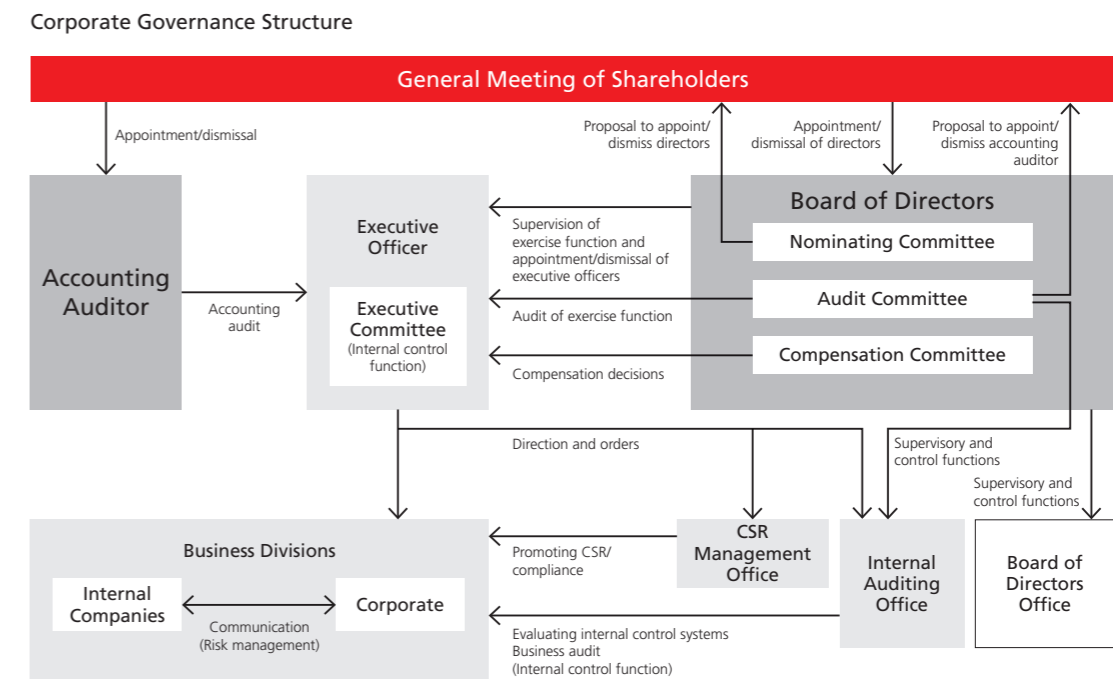 Corporate Governance Structure
General Meeting of Shareholders
Appointment/dismissal
Proposal to appoint/
dismiss directors
Appointment/
dismissal of directors
Proposal to appoint/
dismiss accounting
auditor
Accounting
Auditor
Accounting
audit
Executive
Officer
Executive
Committee
(Internal control
function)
Supervision of
exercise function and
appointment/dismissal of
executive officers
Audit of exercise function
Compensation decisions
Board of Directors
Nominating Committee
Audit Committee
Compensation Committee
Direction and orders
Supervisory and
control functions
Supervisory and
control functions
Business Divisions
Internal
Companies
Communication
(Risk management)
Corporate
Promoting CSR/
compliance
CSR
Management
Office
Evaluating internal control systems
Business audit
(Internal control function)
Internal
Auditing
Office
Board of
Directors
Office